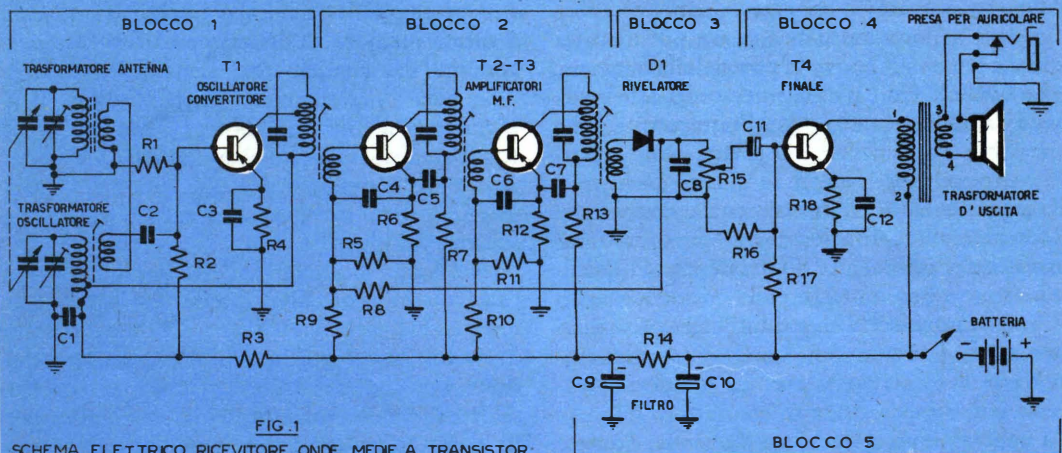 BLOCCO 1
BLOCCO 2
BLOCCO 3
BLOCCO 4
PRESA PER AURICOLARE
TRASFORMATORE ANTENNA
T1
OSCILLATORE
CONVERTITORE
T2-T3
AMPLIFICATORI
M.F.
D1
RIVELATORE
T4
FINALE
R1
C11
1
3
4
2
TRASFORMATORE
OSCILLATORE
C2
C3
R4
R2
C4
R6
C5
R7
C6
C7
R12
R13
C8
R15
R18
C12
TRASFORMATORE
D'USCITA
R5
R8
R11
R16
R17
C1
R3
R9
R10
R14
BATTERIA
- +
C9
-
C10
-
FILTRO
FIG.1
SCHEMA ELETTRICO RICEVITORE ONDE MEDIE A TRANSISTOR
BLOCCO 5